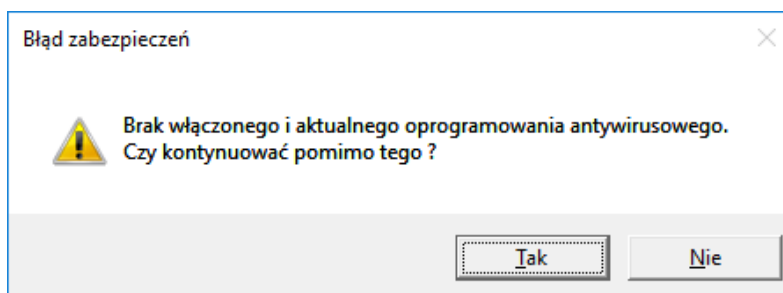 Błąd zabezpieczeń
Brak włączonego i aktualnego oprogramowania antywirusowego.
Czy kontynuować pomimo tego ?
Tak
Nie